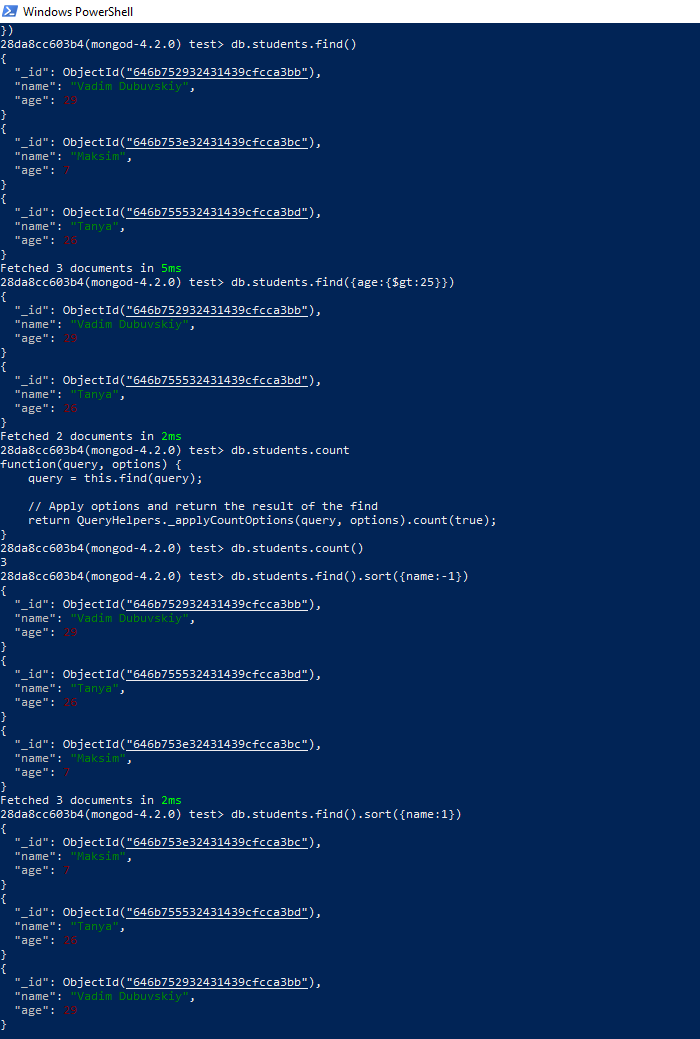 Windows PowerShell
})
28da8cc603b4(mongod-4.2.0) test> db.students.find()
{
  "_id": ObjectId("646b752932431439cfcca3bb"),
  "name": "Vadim Dubuvskiy",
  "age": 29
}
{
  "_id": ObjectId("646b753e32431439cfcca3bc"),
  "name": "Maksim",
  "age": 7
}
{
  "_id": ObjectId("646b755532431439cfcca3bd"),
  "name": "Tanya",
  "age": 26
}
Fetched 3 documents in 5ms
28da8cc603b4(mongod-4.2.0) test> db.students.find({age:{$gt:25}})
{
  "_id": ObjectId("646b752932431439cfcca3bb"),
  "name": "Vadim Dubuvskiy",
  "age": 29
}
{
  "_id": ObjectId("646b755532431439cfcca3bd"),
  "name": "Tanya",
  "age": 26
}
Fetched 2 documents in 2ms
28da8cc603b4(mongod-4.2.0) test> db.students.count
function(query, options) {
    query = this.find(query);

    // Apply options and return the result of the find
    return QueryHelpers._applyCountOptions(query, options).count(true);
}
28da8cc603b4(mongod-4.2.0) test> db.students.count()
3
28da8cc603b4(mongod-4.2.0) test> db.students.find().sort({name:-1})
{
  "_id": ObjectId("646b752932431439cfcca3bb"),
  "name": "Vadim Dubuvskiy",
  "age": 29
}
{
  "_id": ObjectId("646b755532431439cfcca3bd"),
  "name": "Tanya",
  "age": 26
}
{
  "_id": ObjectId("646b753e32431439cfcca3bc"),
  "name": "Maksim",
  "age": 7
}
Fetched 3 documents in 2ms
28da8cc603b4(mongod-4.2.0) test> db.students.find().sort({name:1})
{
  "_id": ObjectId("646b753e32431439cfcca3bc"),
  "name": "Maksim",
  "age": 7
}
{
  "_id": ObjectId("646b755532431439cfcca3bd"),
  "name": "Tanya",
  "age": 26
}
{
  "_id": ObjectId("646b752932431439cfcca3bb"),
  "name": "Vadim Dubuvskiy",
  "age": 29
}